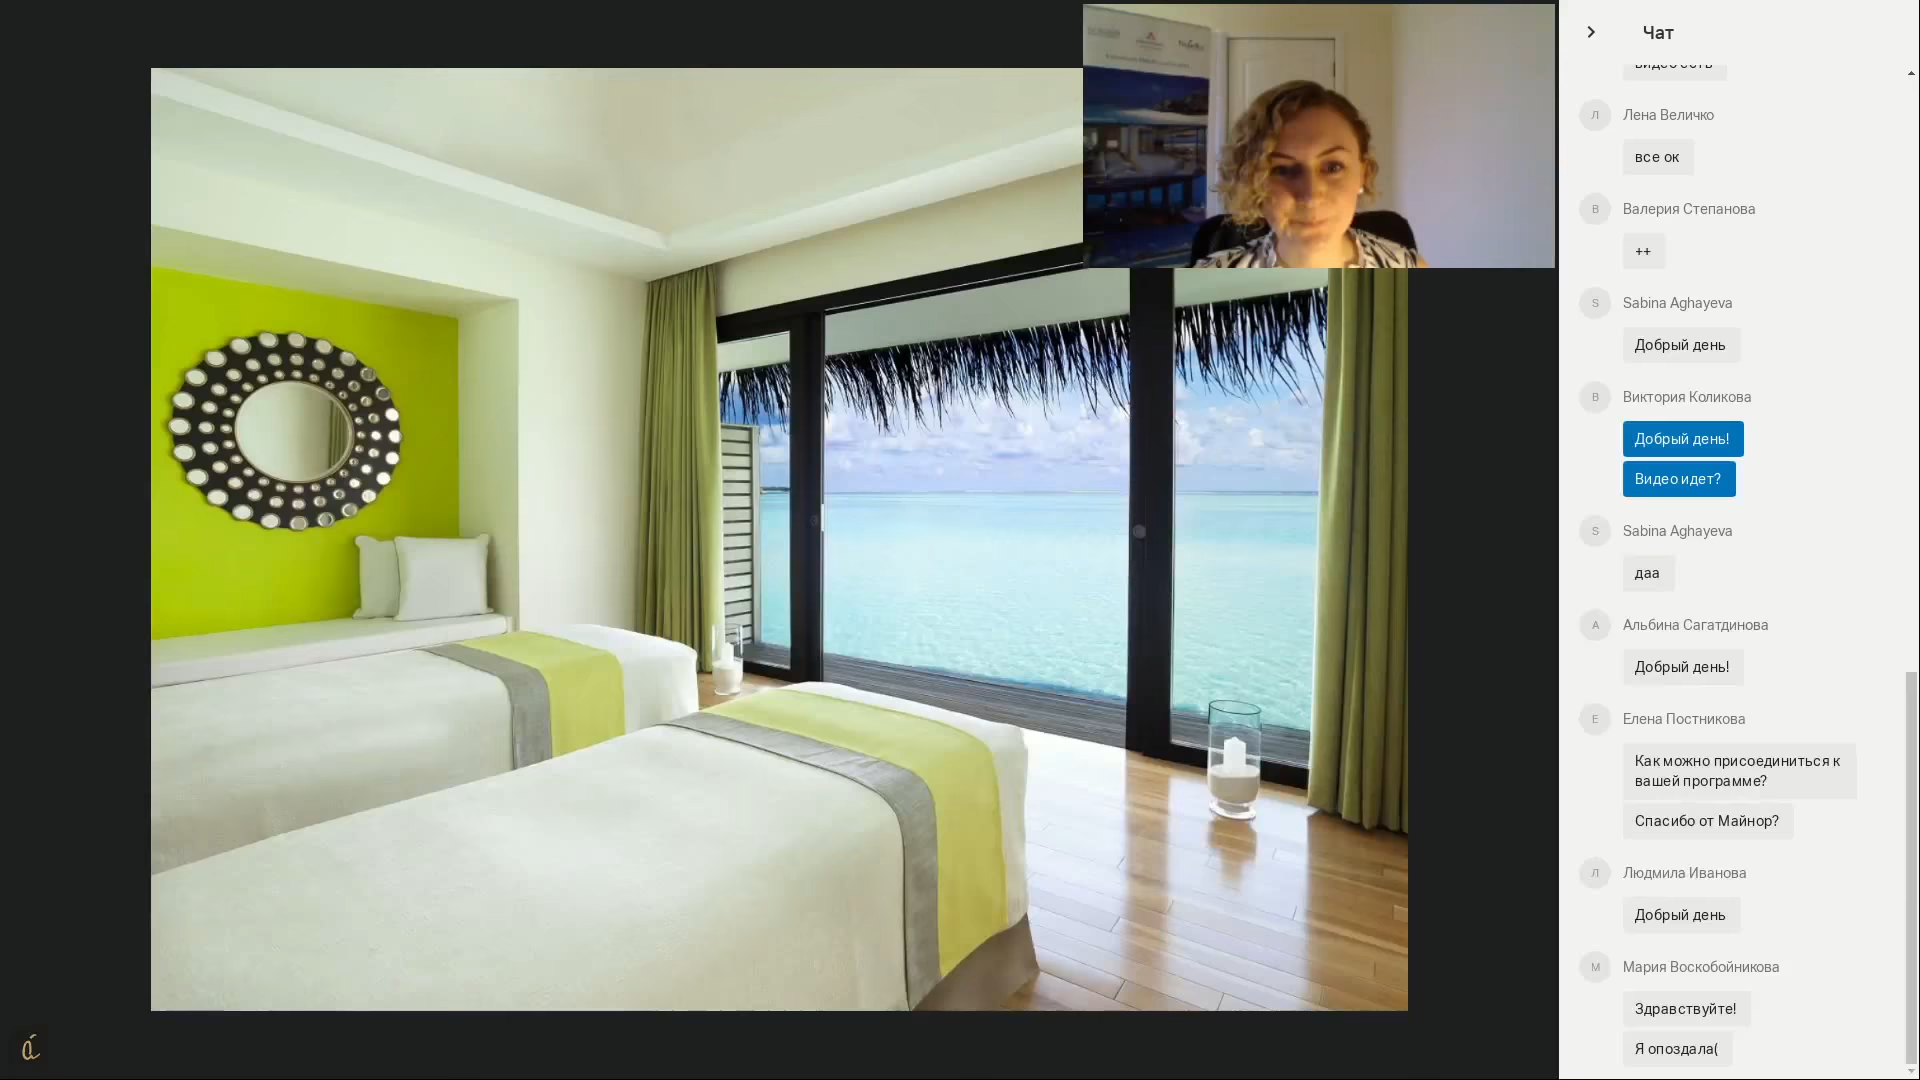 Чат
видео есть
Л
Лена Величко
все ок
В
Валерия Степанова
++
S
Sabina Aghayeva
Добрый день
В
Виктория Коликова
Добрый день!
Видео идет?
S
Sabina Aghayeva
даа
А
Альбина Сагатдинова
Добрый день!
Е
Елена Постникова
Как можно присоединиться к
вашей программе?
Спасибо от Майнор?
Л
Людмила Иванова
Добрый день
М
Мария Воскобойникова
Здравствуйте!
Я опоздала(
á